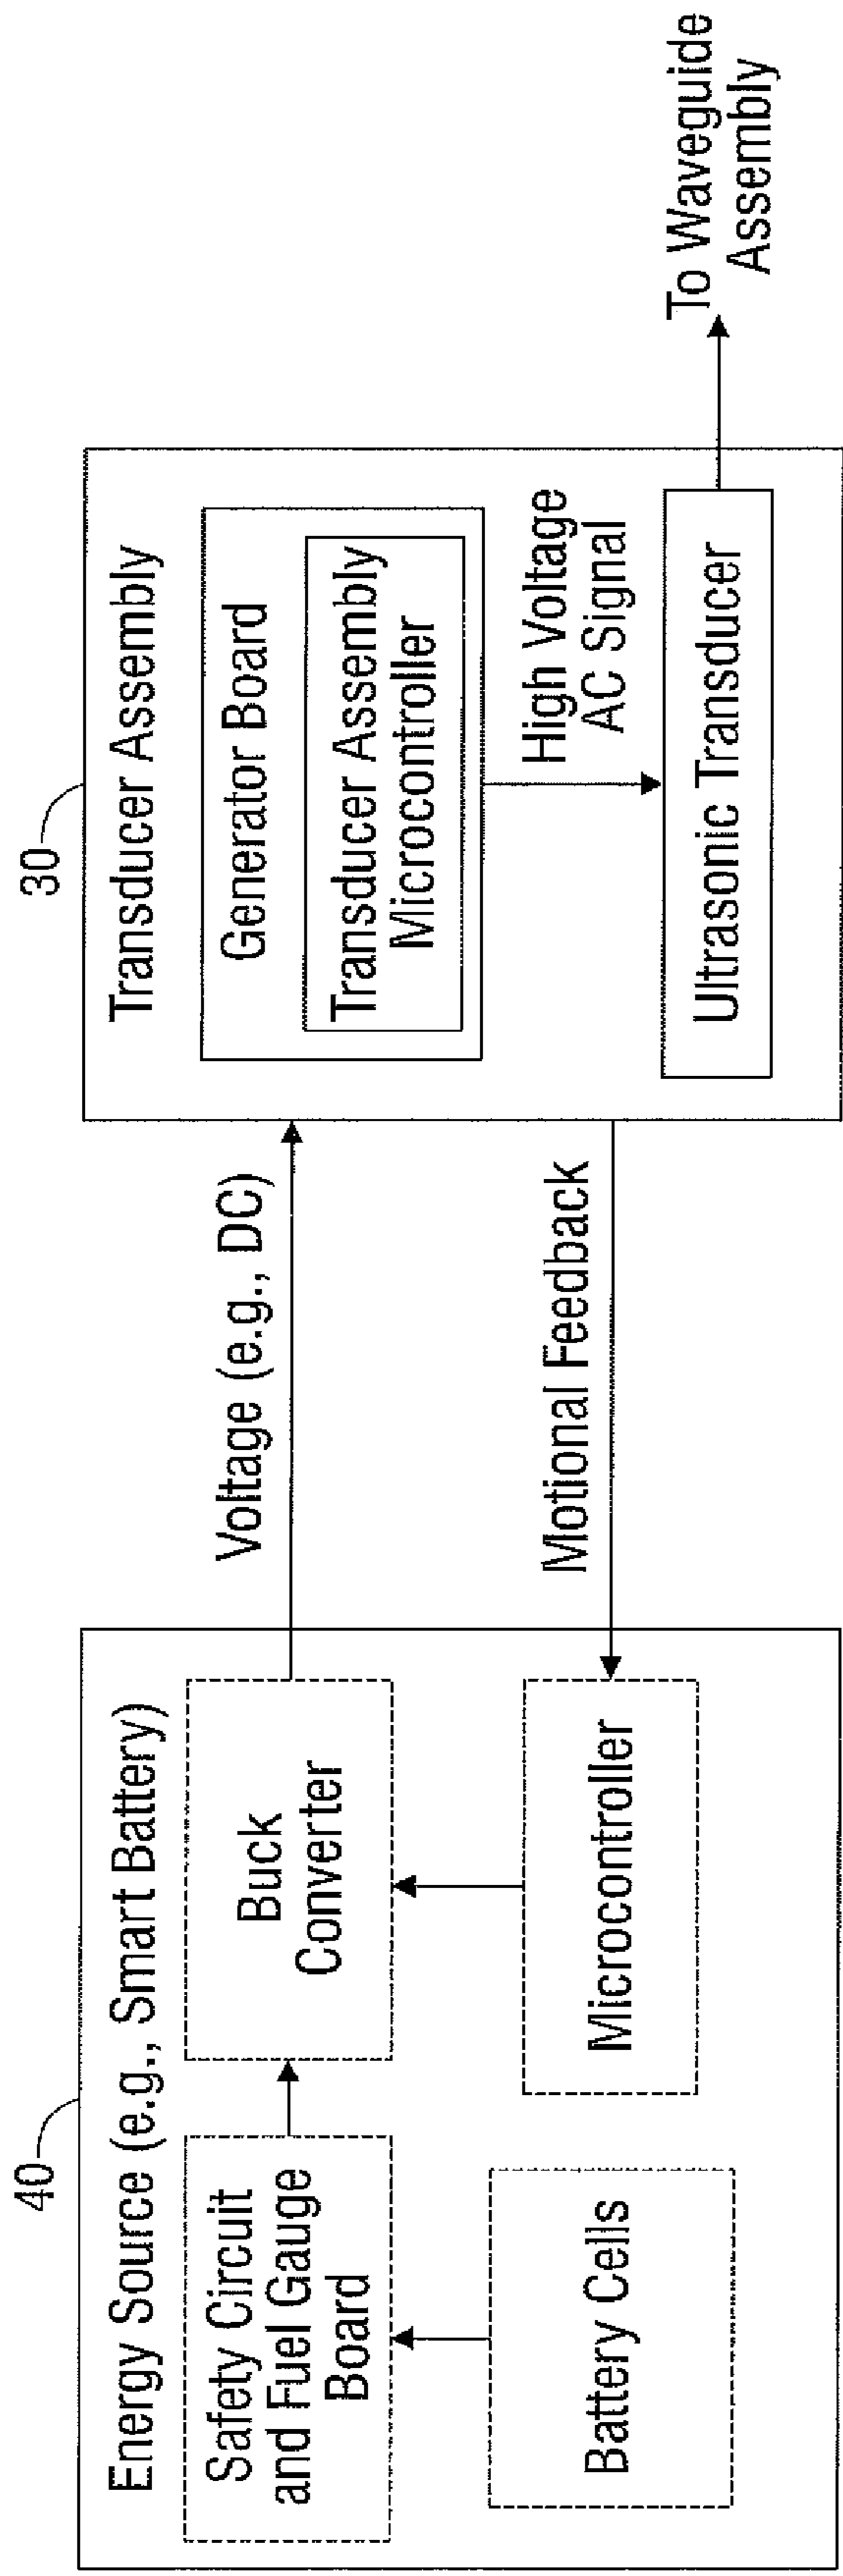 40
Energy Source (e.g., Smart Battery)
Safety Circuit
and Fuel Gauge
Board
Buck
Converter
Battery Cells
Microcontroller
Voltage (e.g., DC)
Motional Feedback
30
Transducer Assembly
Generator Board
Transducer Assembly
Microcontroller
High Voltage
AC Signal
Ultrasonic Transducer
To Waveguide
Assembly